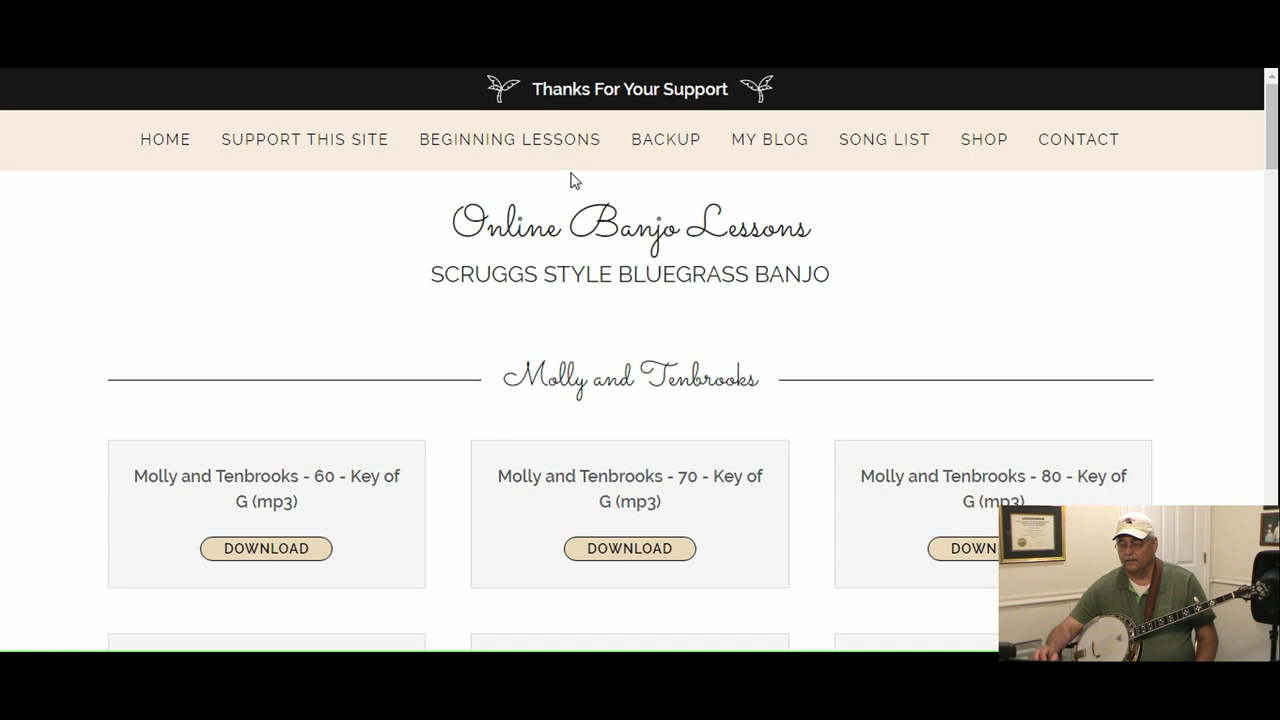 Thanks For Your Support
HOME SUPPORT THIS SITE BEGINNING LESSONS BACKUP MY BLOG SONG LIST SHOP CONTACT
Online Banjo Lessons
SCRUGGS STYLE BLUEGRASS BANJO
Molly and Tenbrooks
Molly and Tenbrooks - 60 - Key of
G (mp3)
DOWNLOAD
Molly and Tenbrooks - 70 - Key of
G (mp3)
DOWNLOAD
Molly and Tenbrooks - 80 - Key of
G (mp3)
DOWN